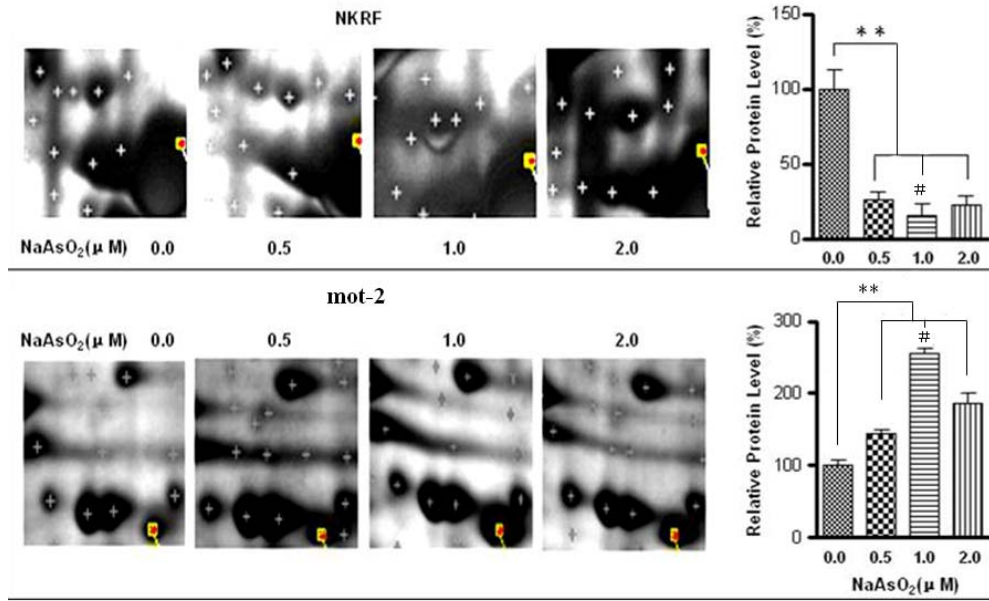 NKRF
NaAsO₂(μ M) 0.0 0.5 1.0 2.0
Relative Protein Level (%)
150
100
50
0
* *
#
0.0 0.5 1.0 2.0
mot-2
NaAsO₂(μ M) 0.0 0.5 1.0 2.0
Relative Protein Level (%)
300
200
100
0
**
#
0.0 0.5 1.0 2.0
NaAsO₂(μ M)